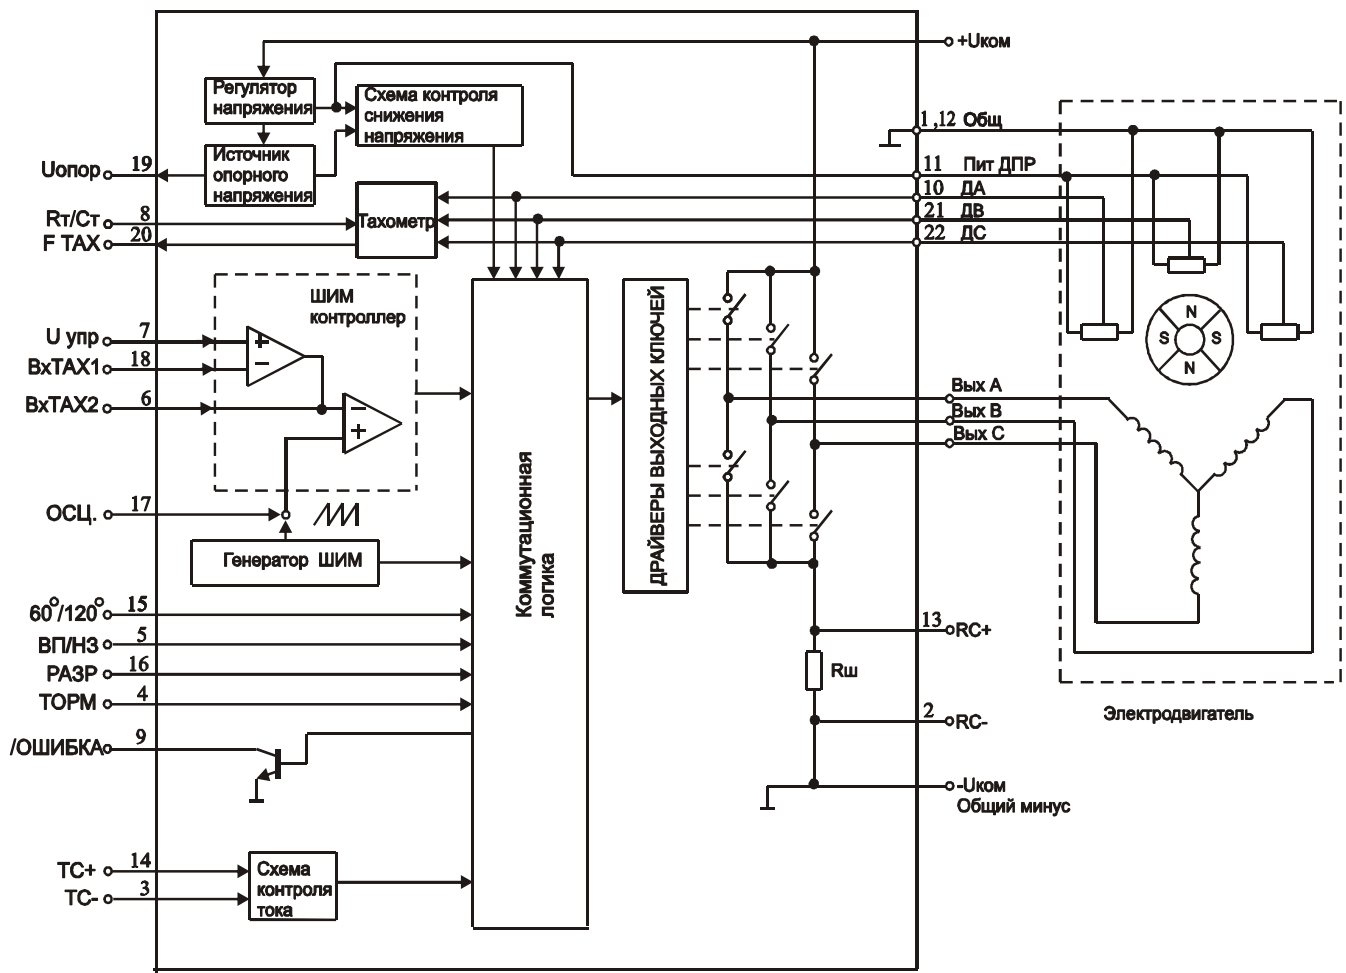 +Uком
Регулятор
напряжения
Схема контроля
снижения
напряжения
1 ,12 Общ
Uопор 19
Источник
опорного
напряжения
11 Пит ДПР
10 ДА
21 ДВ
22 ДС
Rт/Ст 8
F ТАХ 20
Тахометр
ШИМ
контроллер
U упр 7
ВхТАХ1 18
ВхТАХ2 6
+
−
−
+
ОСЦ. 17
Генератор ШИМ
Коммутационная
логика
ДРАЙВЕРЫ ВЫХОДНЫХ КЛЮЧЕЙ
N
S S
N
Вых А
Вых В
Вых С
60°/120° 15
ВП/НЗ 5
РАЗР 16
ТОРМ 4
/ОШИБКА 9
13 RC+
Rш
2 RC-
Электродвигатель
-Uком
Общий минус
ТС+ 14
ТС- 3
Схема
контроля
тока